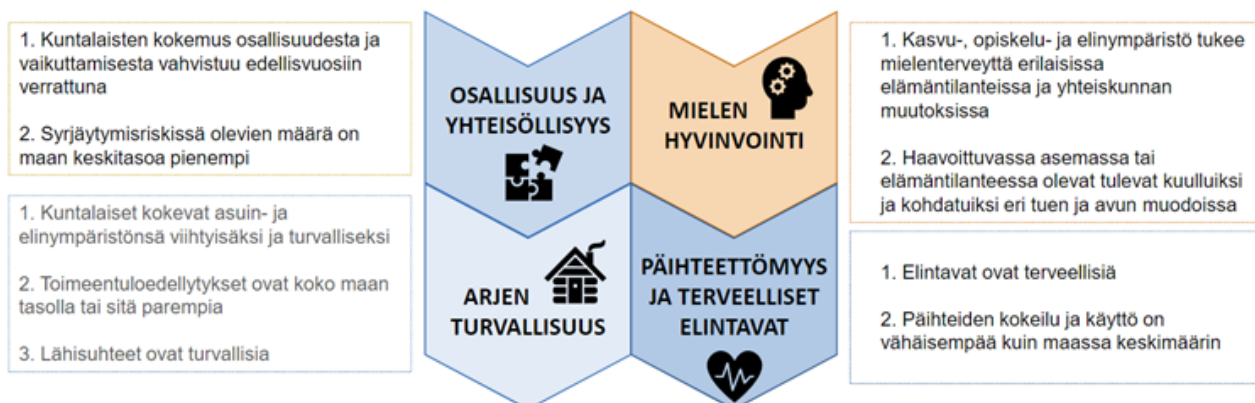 1. Kuntalaisten kokemus osallisuudesta ja
vaikuttamisesta vahvistuu edellisvuosiin
verrattuna
2. Syrjäytymisriskissä olevien määrä on
maan keskitasoa pienempi
OSALLISUUS JA
YHTEISÖLLISYYS
MIELEN
HYVINVOINTI
1. Kasvu-, opiskelu- ja elinympäristö tukee
mielenterveyttä erilaisissa
elämäntilanteissa ja yhteiskunnan
muutoksissa
2. Haavoittuvassa asemassa tai
elämäntilanteessa olevat tulevat kuulluiksi
ja kohdatuiksi eri tuen ja avun muodoissa
1. Kuntalaiset kokevat asuin- ja
elinympäristönsä viihtyisäksi ja turvalliseksi
2. Toimeentuloedellytykset ovat koko maan
tasolla tai sitä parempia
3. Lähisuhteet ovat turvallisia
ARJEN
TURVALLISUUS
PÄIHTEETTÖMYYS
JA TERVEELLISET
ELINTAVAT
1. Elintavat ovat terveellisiä
2. Päihteiden kokeilu ja käyttö on
vähäisempää kuin maassa keskimäärin